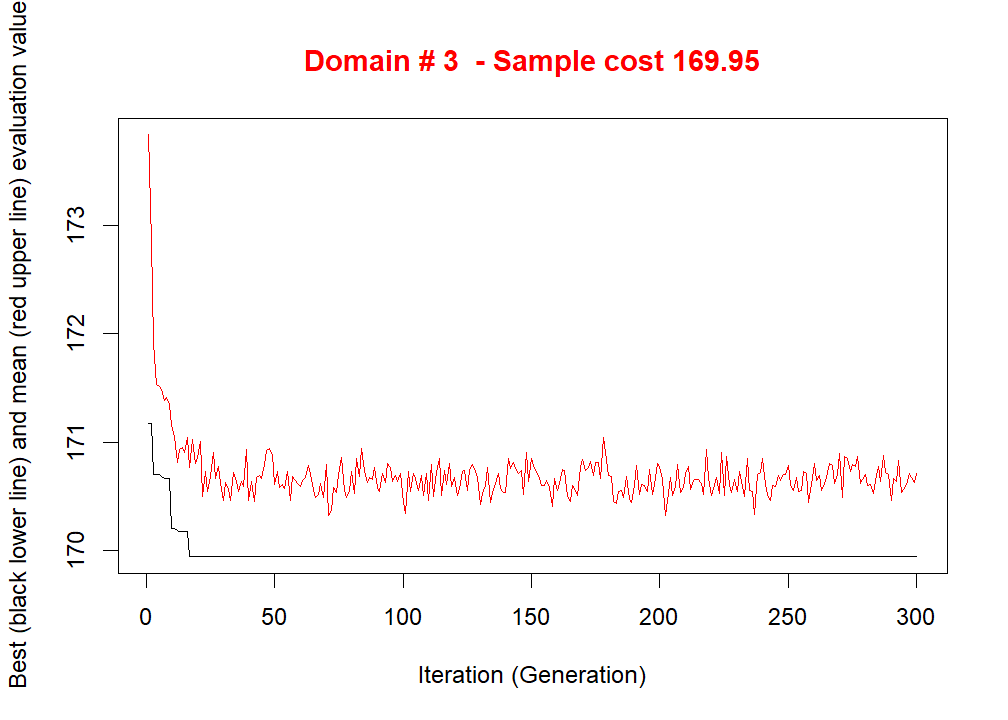 Domain # 3  - Sample cost 169.95
Best (black lower line) and mean (red upper line) evaluation value
173
172
171
170
0 50 100 150 200 250 300
Iteration (Generation)